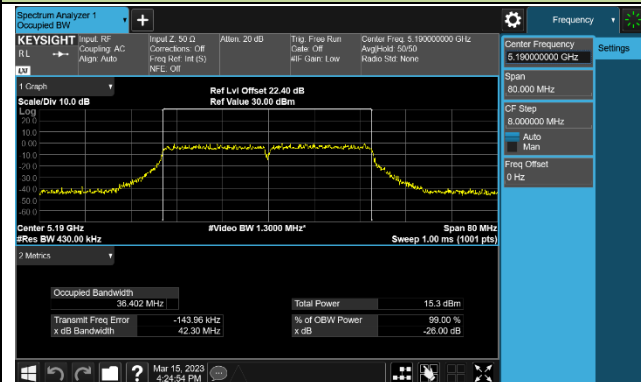 Spectrum Analyzer 1
Occupied BW
Frequency
KEYSIGHT
RL
LXI
Input: RF
Coupling: AC
Align: Auto
Input Z: 50 Ω
Corrections: Off
Freq Ref: Int (S)
NFE: Off
Atten: 20 dB
Trig: Free Run
Gate: Off
#IF Gain: Low
Center Freq: 5.190000000 GHz
Avg|Hold: 50/50
Radio Std: None
Center Frequency
5.190000000 GHz
Settings
Span
80.000 MHz
CF Step
8.000000 MHz
Auto
Man
Freq Offset
0 Hz
1 Graph
Scale/Div 10.0 dB
Ref Lvl Offset 22.40 dB
Ref Value 30.00 dBm
Log
20.0
10.0
0.00
-10.0
-20.0
-30.0
-40.0
-50.0
-60.0
Center 5.19 GHz
#Video BW 1.3000 MHz*
Span 80 MHz
#Res BW 430.00 kHz
Sweep 1.00 ms (1001 pts)
2 Metrics
Occupied Bandwidth
36.402 MHz
Total Power 15.3 dBm
Transmit Freq Error -143.96 kHz
% of OBW Power 99.00 %
x dB Bandwidth 42.30 MHz
x dB -26.00 dB
?
Mar 15, 2023
4:24:54 PM